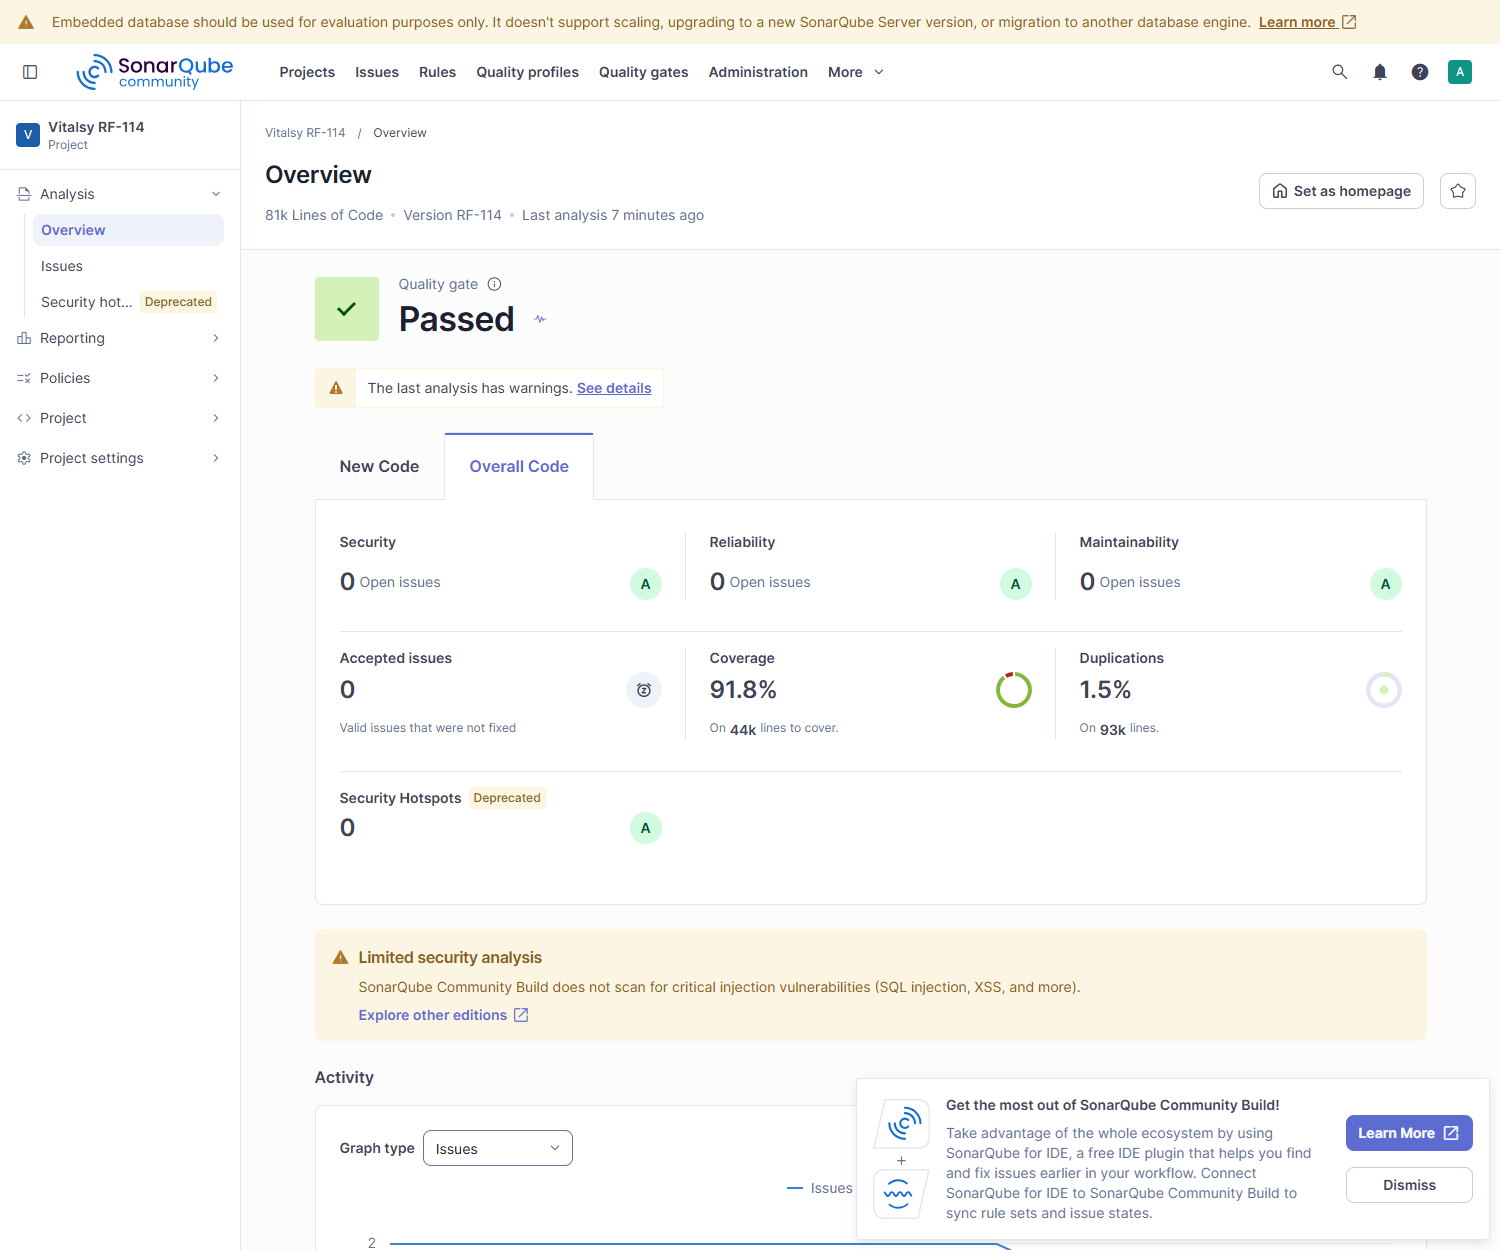 Embedded database should be used for evaluation purposes only. It doesn't support scaling, upgrading to a new SonarQube Server version, or migration to another database engine. Learn more
SonarQube community
Projects Issues Rules Quality profiles Quality gates Administration More
A
V
Vitalsy RF-114
Project
Analysis
Overview
Issues
Security hot... Deprecated
Reporting
Policies
Project
Project settings
Vitalsy RF-114 / Overview
Overview
81k Lines of Code • Version RF-114 • Last analysis 7 minutes ago
Set as homepage
Quality gate
Passed
The last analysis has warnings. See details
New Code
Overall Code
Security
0 Open issues
A
Reliability
0 Open issues
A
Maintainability
0 Open issues
A
Accepted issues
0
Valid issues that were not fixed
Coverage
91.8%
On 44k lines to cover.
Duplications
1.5%
On 93k lines.
Security Hotspots Deprecated
0
A
Limited security analysis
SonarQube Community Build does not scan for critical injection vulnerabilities (SQL injection, XSS, and more).
Explore other editions
Activity
Graph type Issues
Issues
2
Get the most out of SonarQube Community Build!
Take advantage of the whole ecosystem by using
SonarQube for IDE, a free IDE plugin that helps you find
and fix issues earlier in your workflow. Connect
SonarQube for IDE to SonarQube Community Build to
sync rule sets and issue states.
Learn More
Dismiss